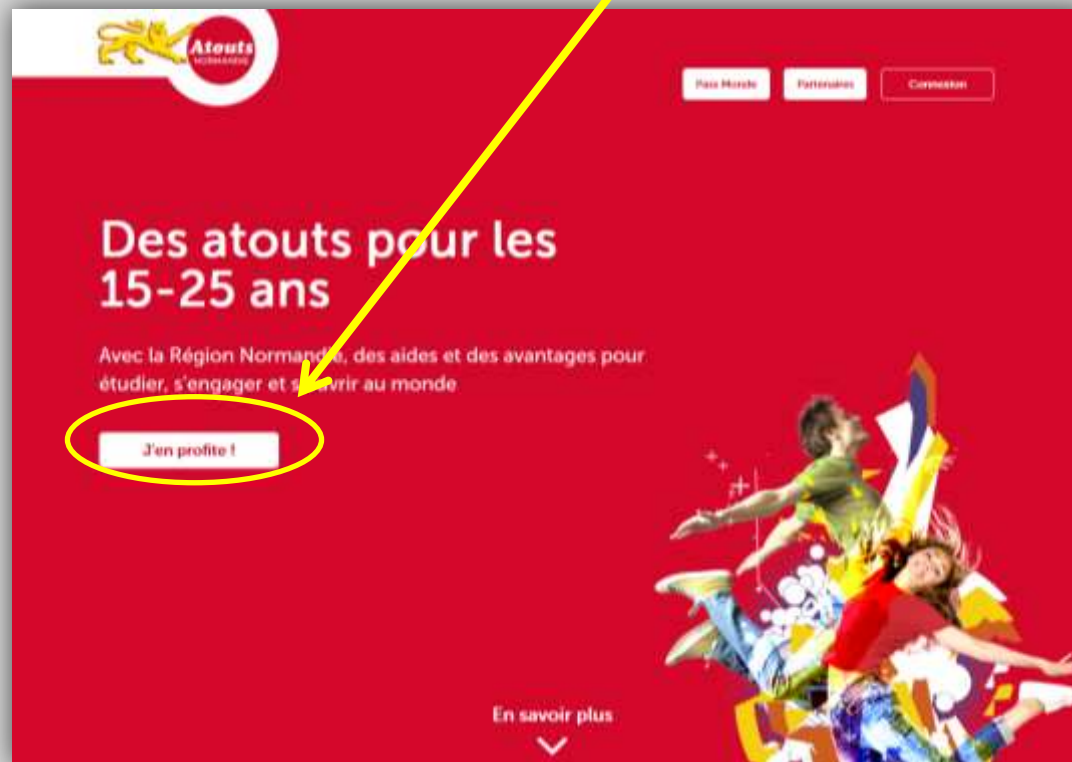 Atouts
NORMANDIE
Pass Monde
Partenaires
Connexion
Des atouts pour les
15-25 ans
Avec la Région Normandie, des aides et des avantages pour
étudier, s'engager et s'ouvrir au monde
J'en profite !
En savoir plus